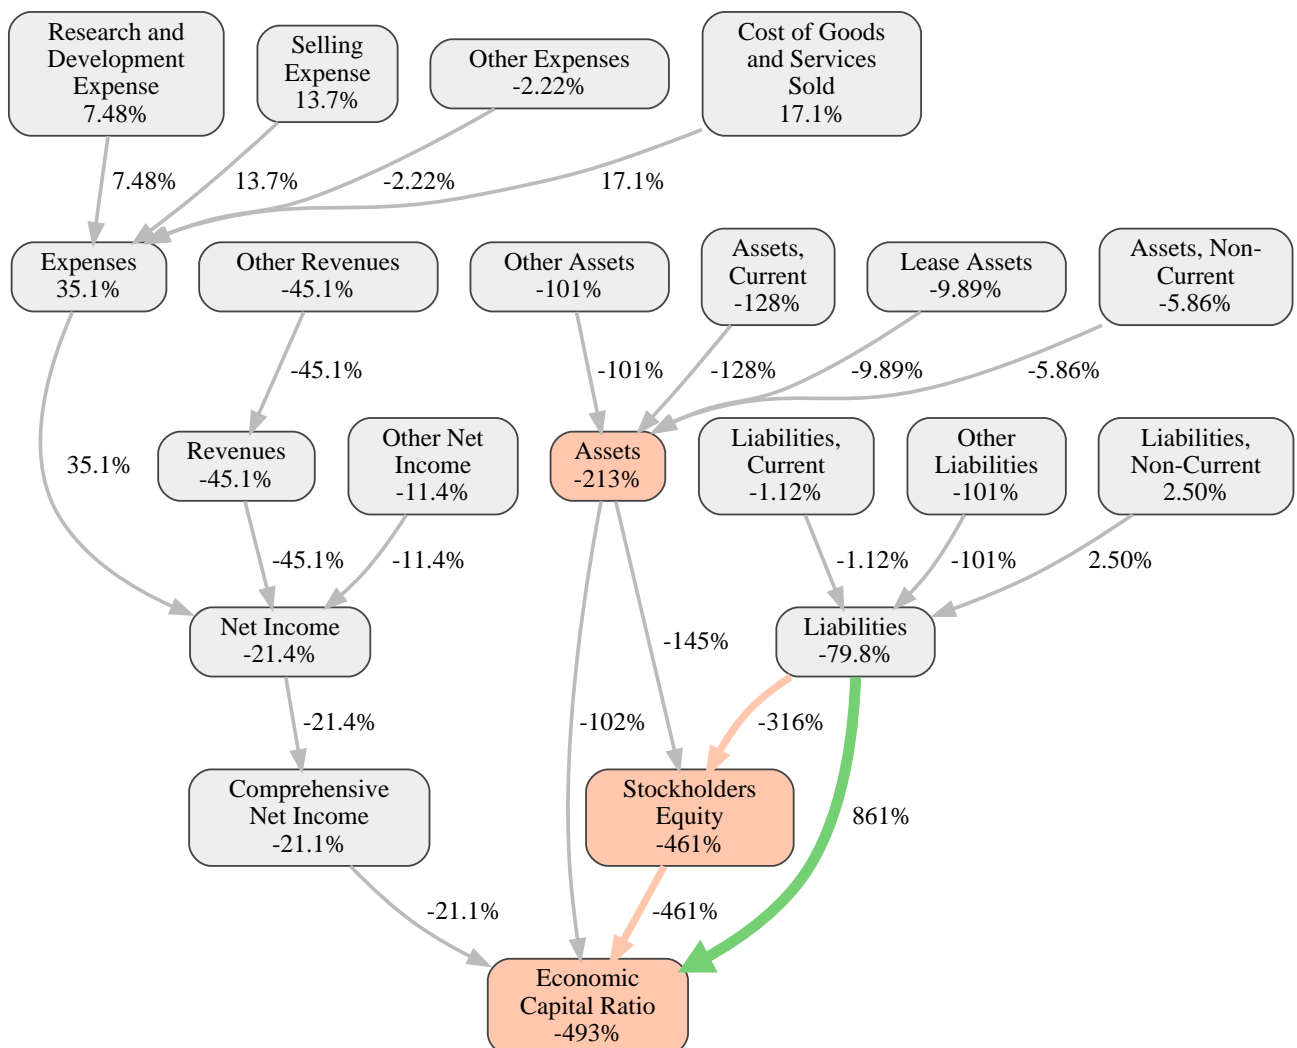 Research and
Development
Expense
7.48%
Selling
Expense
13.7%
Other Expenses
-2.22%
Cost of Goods
and Services
Sold
17.1%
7.48%
13.7%
-2.22%
17.1%
Expenses
35.1%
Other Revenues
-45.1%
Other Assets
-101%
Assets,
Current
-128%
Lease Assets
-9.89%
Assets, Non-
Current
-5.86%
-45.1%
-101%
-128%
-9.89%
-5.86%
35.1%
Revenues
-45.1%
Other Net
Income
-11.4%
Assets
-213%
Liabilities,
Current
-1.12%
Other
Liabilities
-101%
Liabilities,
Non-Current
2.50%
-45.1%
-11.4%
-1.12%
-101%
2.50%
Net Income
-21.4%
-145%
Liabilities
-79.8%
-21.4%
-102%
-316%
Comprehensive
Net Income
-21.1%
Stockholders
Equity
-461%
861%
-21.1%
-461%
Economic
Capital Ratio
-493%